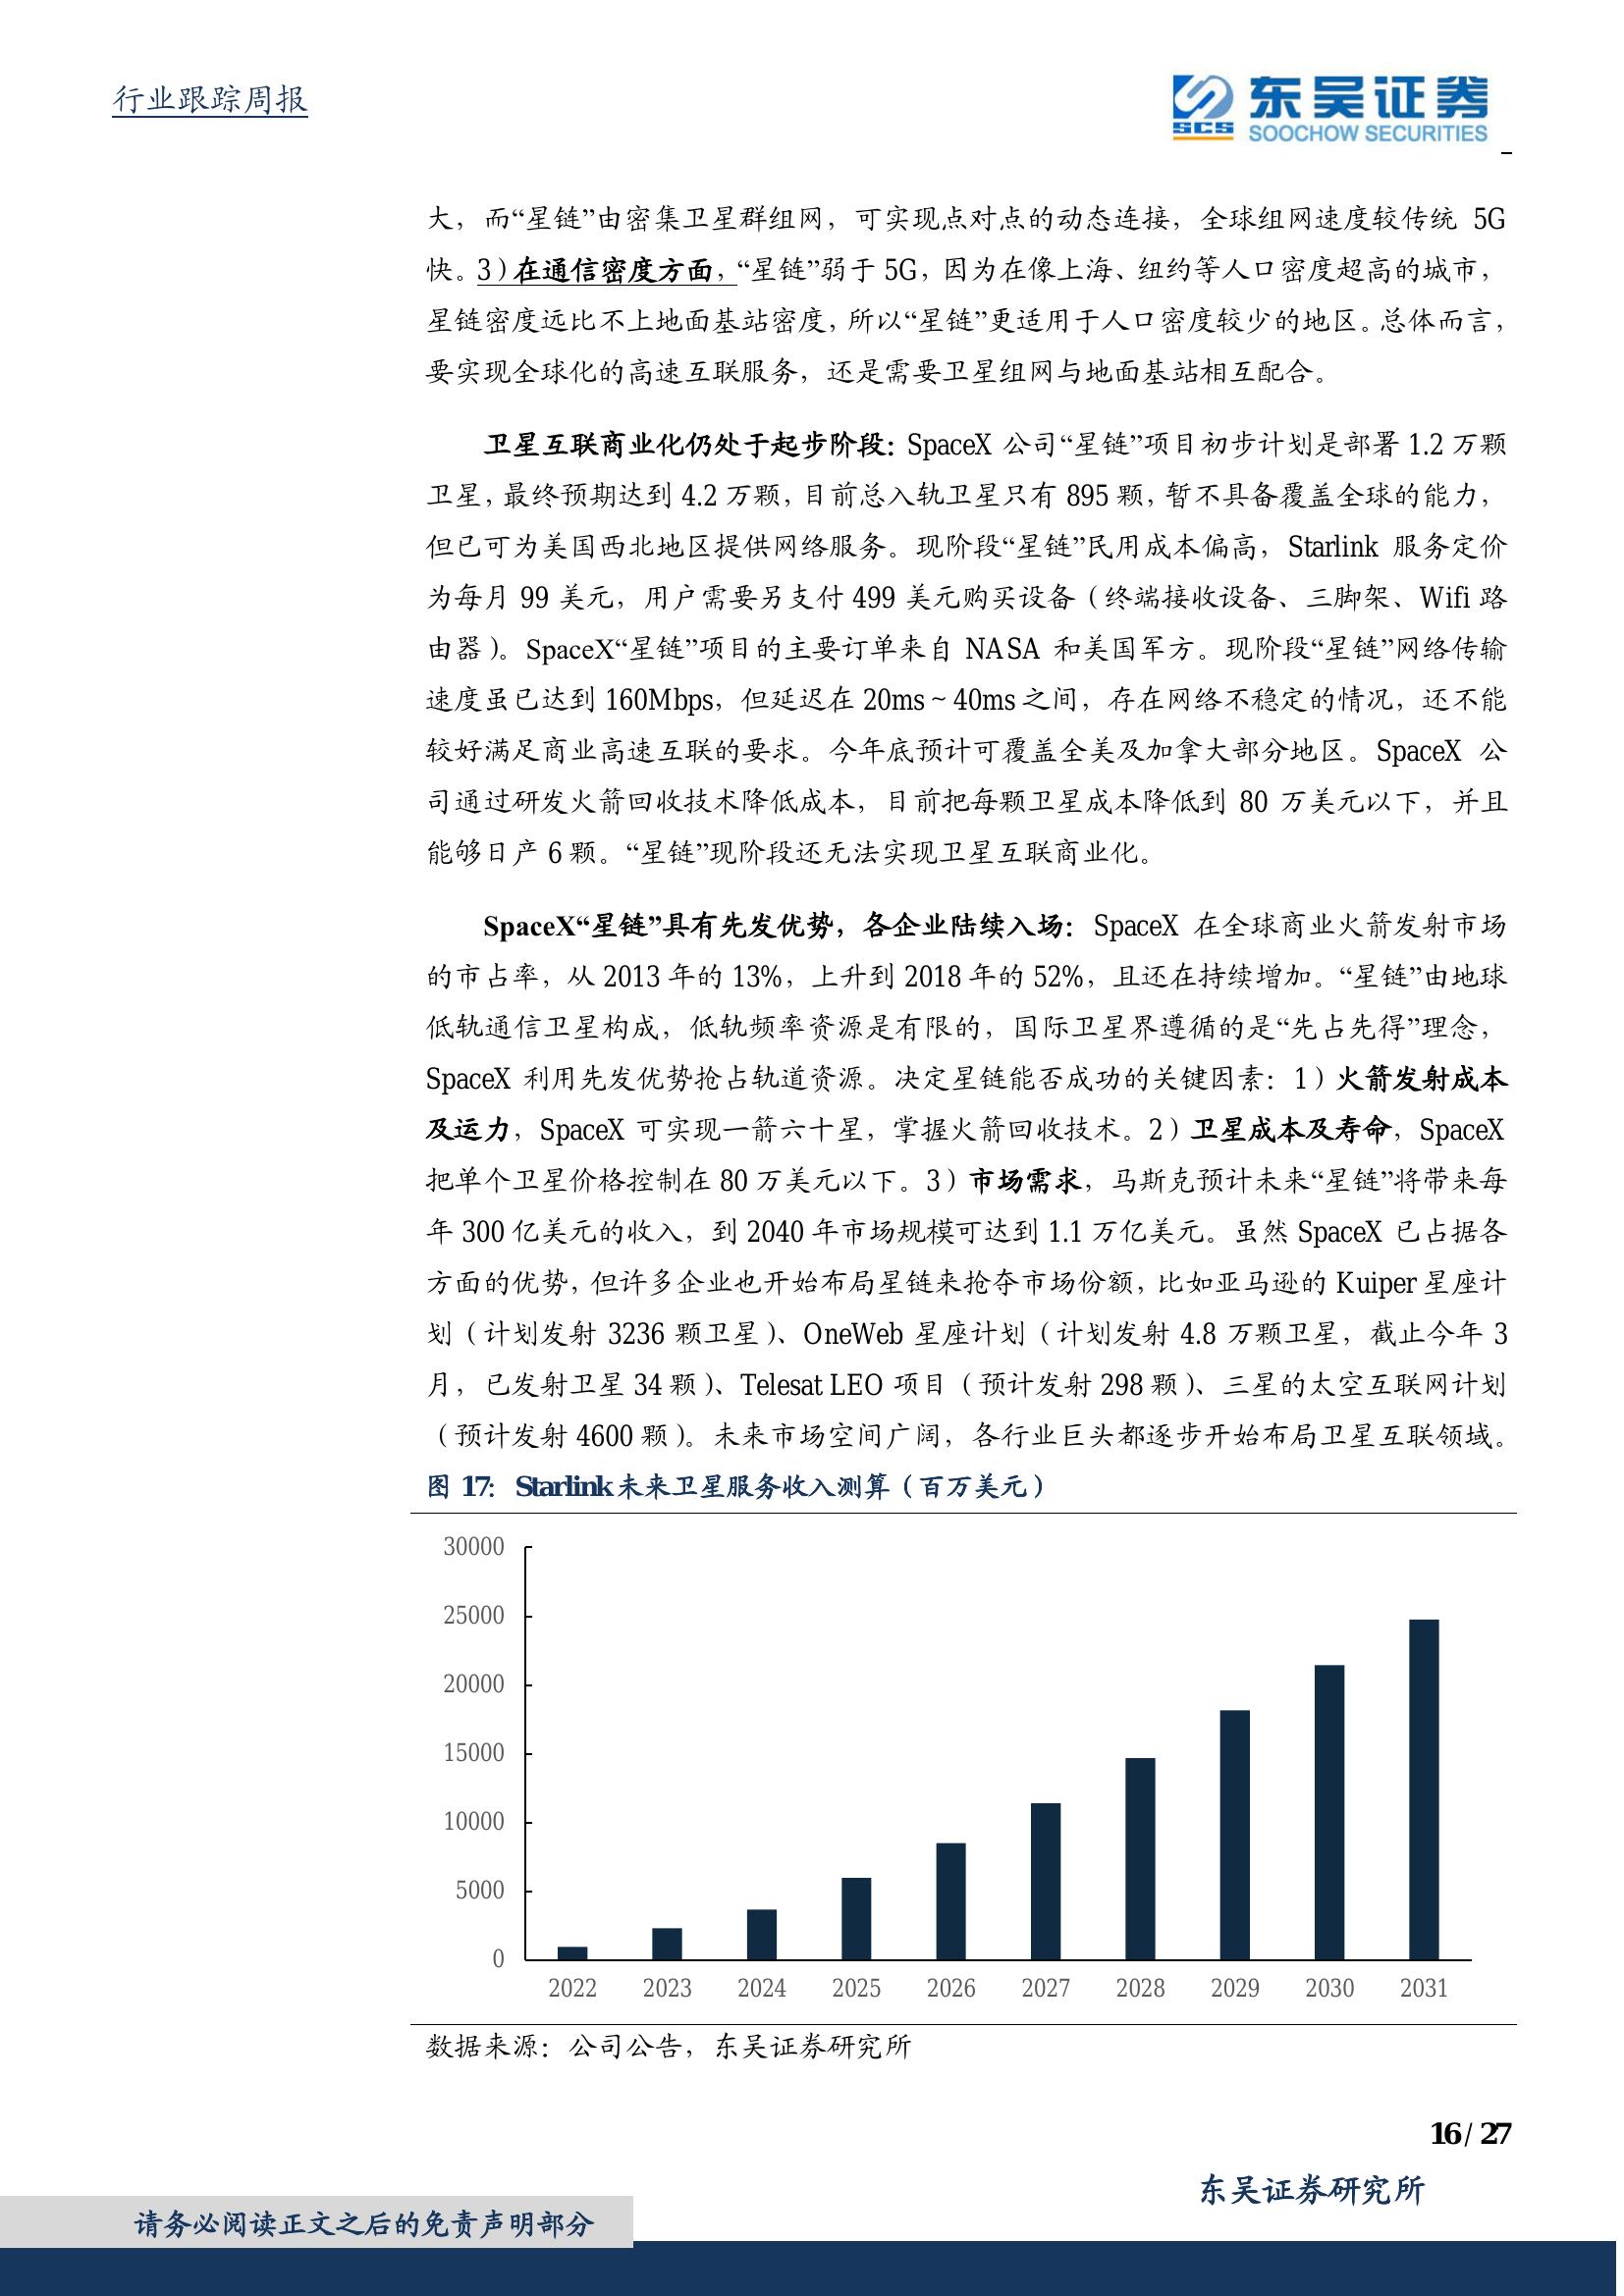 行业跟踪周报
东吴证券
SCS SOOCHOW SECURITIES
大，而“星链”由密集卫星群组网，可实现点对点的动态连接，全球组网速度较传统 5G
快。3）在通信密度方面，“星链”弱于 5G，因为在像上海、纽约等人口密度超高的城市，
星链密度远比不上地面基站密度，所以“星链”更适用于人口密度较少的地区。总体而言，
要实现全球化的高速互联服务，还是需要卫星组网与地面基站相互配合。
卫星互联商业化仍处于起步阶段：SpaceX 公司“星链”项目初步计划是部署 1.2 万颗
卫星，最终预期达到 4.2 万颗，目前总入轨卫星只有 895 颗，暂不具备覆盖全球的能力，
但已可为美国西北地区提供网络服务。现阶段“星链”民用成本偏高，Starlink 服务定价
为每月 99 美元，用户需要另支付 499 美元购买设备（终端接收设备、三脚架、Wifi 路
由器）。SpaceX“星链”项目的主要订单来自 NASA 和美国军方。现阶段“星链”网络传输
速度虽已达到 160Mbps，但延迟在 20ms～40ms 之间，存在网络不稳定的情况，还不能
较好满足商业高速互联的要求。今年底预计可覆盖全美及加拿大部分地区。SpaceX 公
司通过研发火箭回收技术降低成本，目前把每颗卫星成本降低到 80 万美元以下，并且
能够日产 6 颗。“星链”现阶段还无法实现卫星互联商业化。
SpaceX“星链”具有先发优势，各企业陆续入场：SpaceX 在全球商业火箭发射市场
的市占率，从 2013 年的 13%，上升到 2018 年的 52%，且还在持续增加。“星链”由地球
低轨通信卫星构成，低轨频率资源是有限的，国际卫星界遵循的是“先占先得”理念，
SpaceX 利用先发优势抢占轨道资源。决定星链能否成功的关键因素：1）火箭发射成本
及运力，SpaceX 可实现一箭六十星，掌握火箭回收技术。2）卫星成本及寿命，SpaceX
把单个卫星价格控制在 80 万美元以下。3）市场需求，马斯克预计未来“星链”将带来每
年 300 亿美元的收入，到 2040 年市场规模可达到 1.1 万亿美元。虽然 SpaceX 已占据各
方面的优势，但许多企业也开始布局星链来抢夺市场份额，比如亚马逊的 Kuiper 星座计
划（计划发射 3236 颗卫星）、OneWeb 星座计划（计划发射 4.8 万颗卫星，截止今年 3
月，已发射卫星 34 颗）、Telesat LEO 项目（预计发射 298 颗）、三星的太空互联网计划
（预计发射 4600 颗）。未来市场空间广阔，各行业巨头都逐步开始布局卫星互联领域。
图 17： Starlink 未来卫星服务收入测算（百万美元）
30000
25000
20000
15000
10000
5000
0
2022 2023 2024 2025 2026 2027 2028 2029 2030 2031
数据来源：公司公告，东吴证券研究所
16 / 27
东吴证券研究所
请务必阅读正文之后的免责声明部分